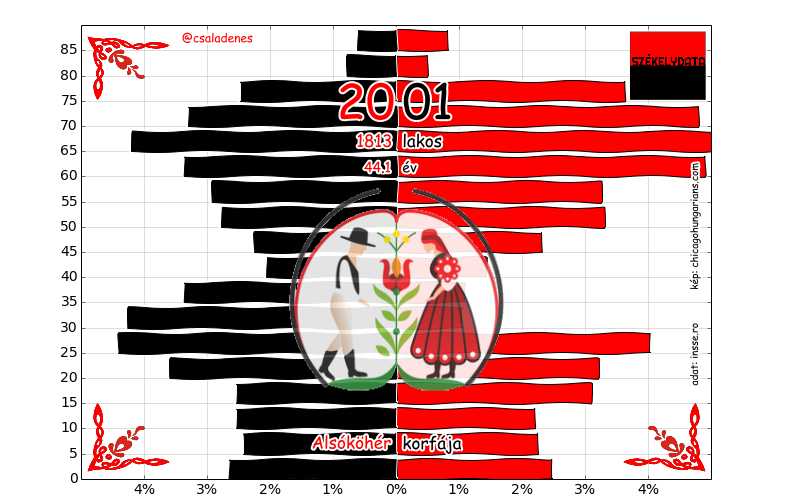 @csaladenes
SZÉKELYDATA
2001
1813 lakos
44.1 év
kép: chicagohungarians.com
adat: insse.ro
Alsóköhér korfája
85
80
75
70
65
60
55
50
45
40
35
30
25
20
15
10
5
0
4% 3% 2% 1% 0% 1% 2% 3% 4%